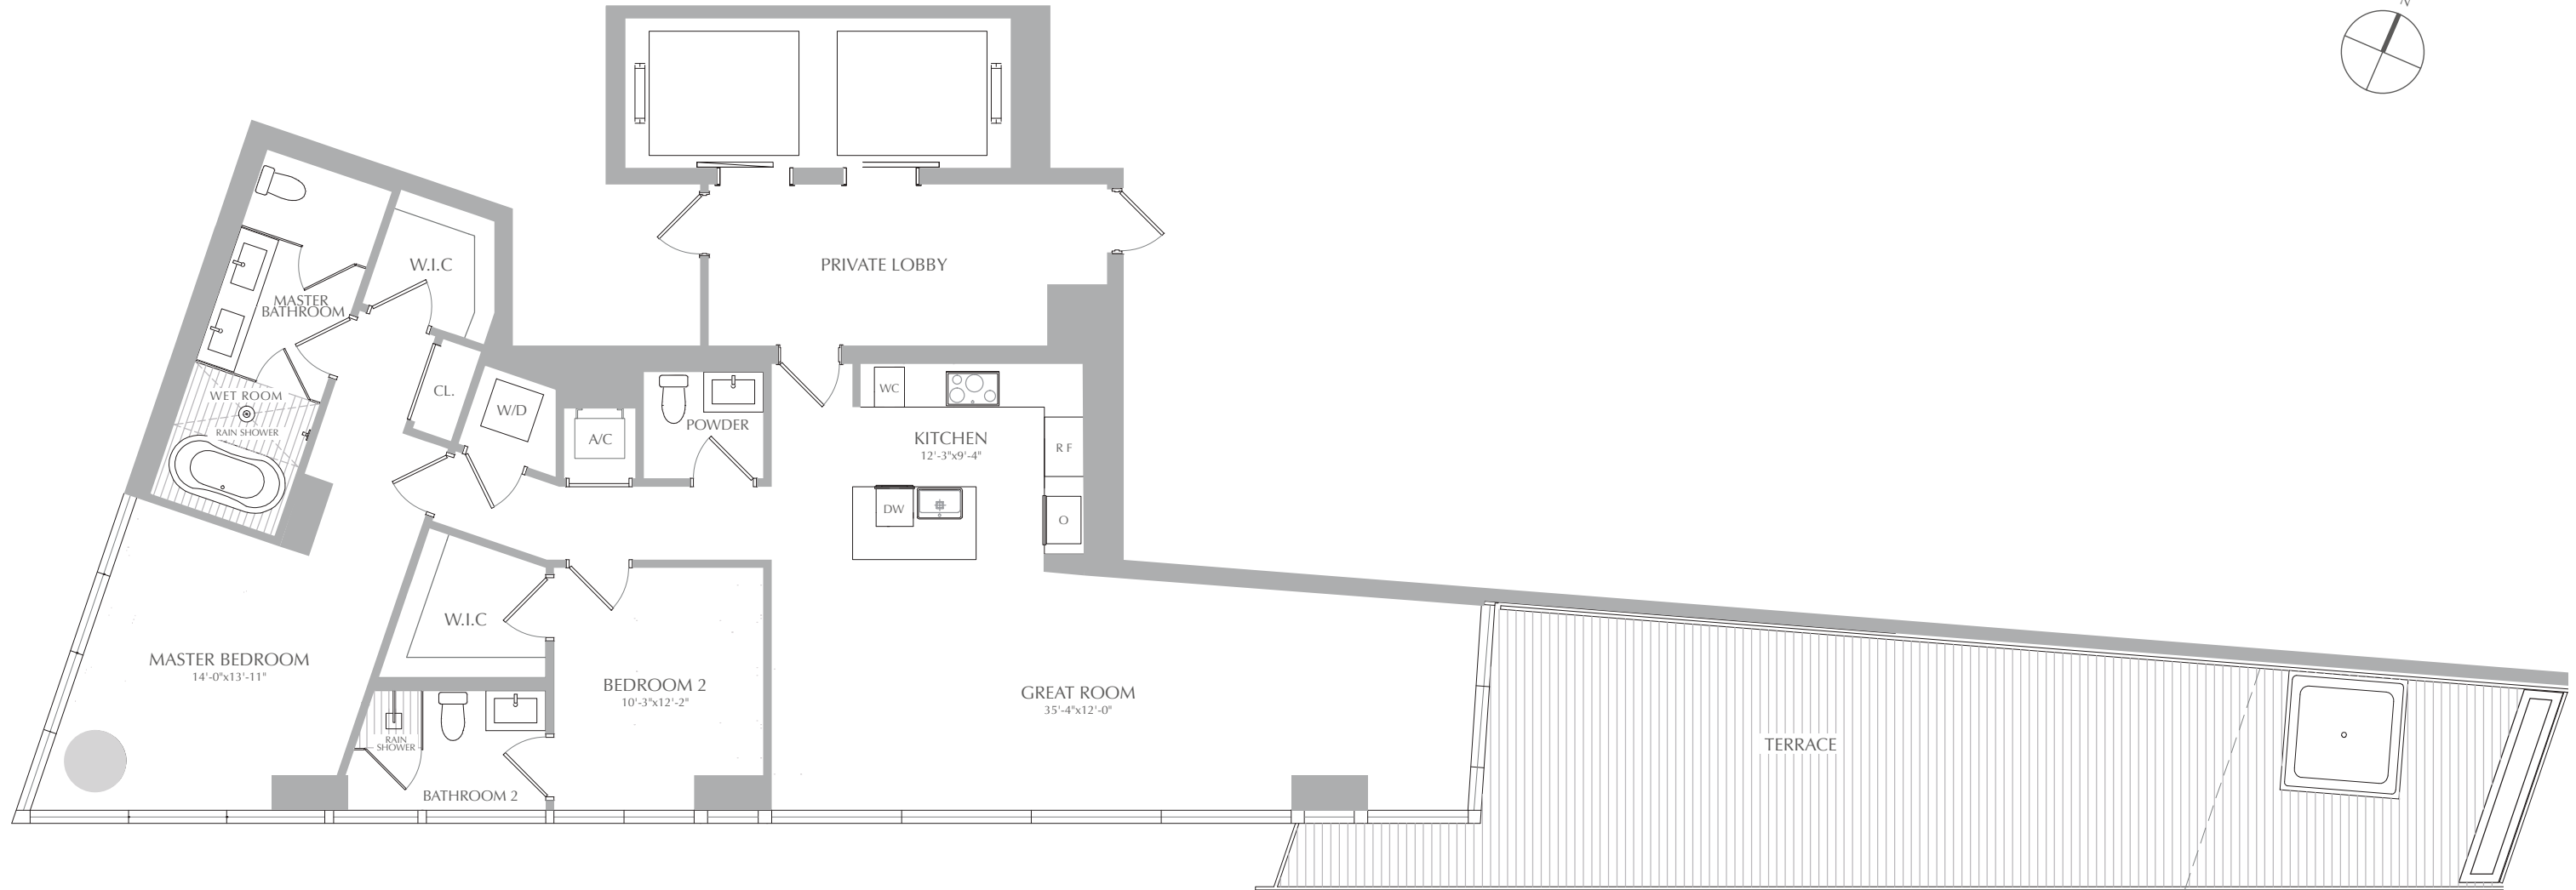 N
PRIVATE LOBBY
W.I.C
MASTER
BATHROOM
CL.
WC
WET ROOM
W/D
POWDER
RAIN SHOWER
A/C
KITCHEN
12'-3"x9'-4"
R F
DW
O
W.I.C
MASTER BEDROOM
14'-0"x13'-11"
BEDROOM 2
10'-3"x12'-2"
GREAT ROOM
35'-4"x12'-0"
RAIN
SHOWER
TERRACE
BATHROOM 2